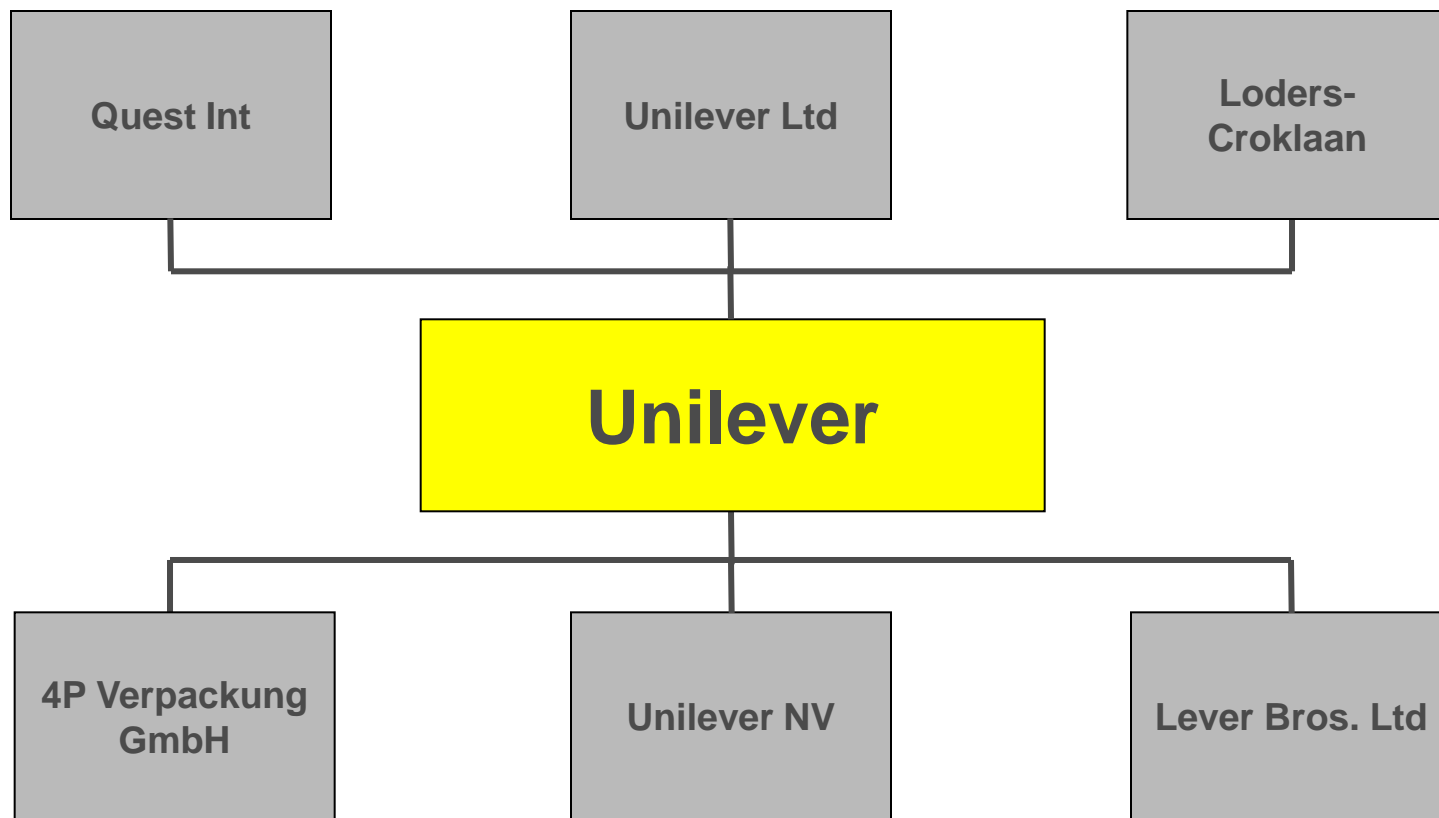 Quest Int
Unilever Ltd
Loders-
Croklaan
Unilever
4P Verpackung
GmbH
Unilever NV
Lever Bros. Ltd